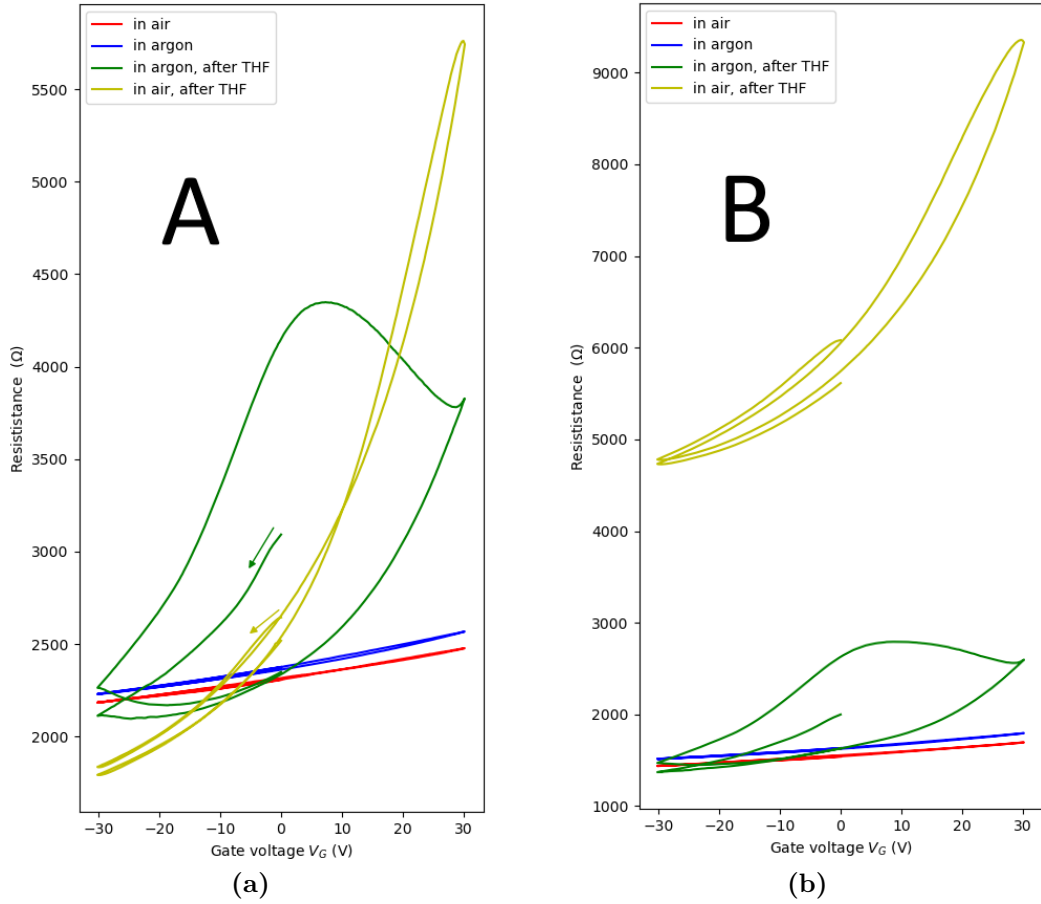 in air
in argon
in argon, after THF
in air, after THF
A
5500
5000
4500
4000
3500
3000
2500
2000
Resististance (Ω)
−30 −20 −10 0 10 20 30
Gate voltage V_G (V)
(a)
in air
in argon
in argon, after THF
in air, after THF
B
9000
8000
7000
6000
5000
4000
3000
2000
1000
Resististance (Ω)
−30 −20 −10 0 10 20 30
Gate voltage V_G (V)
(b)